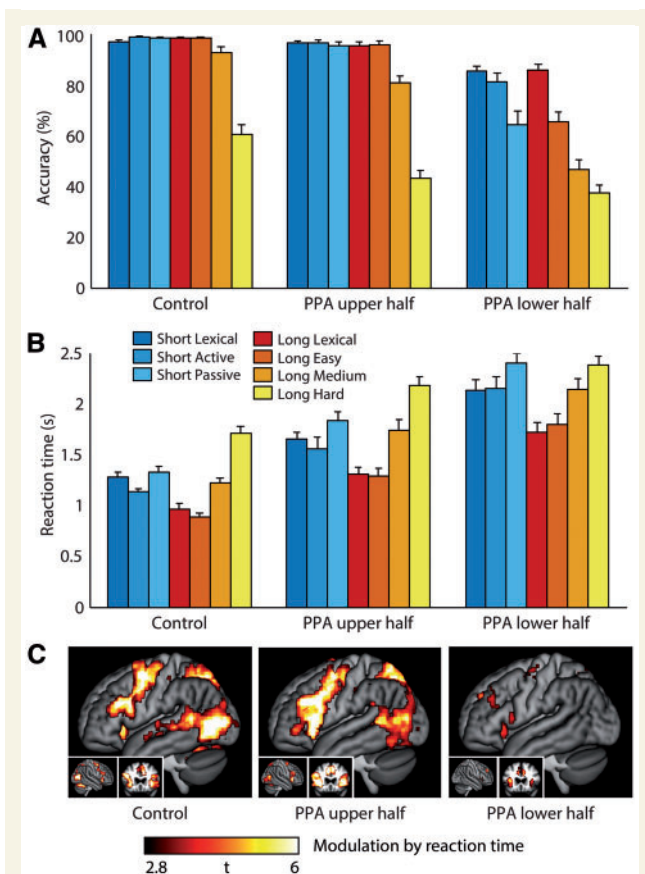 A
100
80
60
40
20
0
Accuracy (%)
Control
PPA upper half
PPA lower half
B
Short Lexical
Short Active
Short Passive
Long Lexical
Long Easy
Long Medium
Long Hard
2.5
2
1.5
1
0.5
0
Reaction time (s)
Control
PPA upper half
PPA lower half
C
Control
PPA upper half
PPA lower half
2.8 t 6
Modulation by reaction time